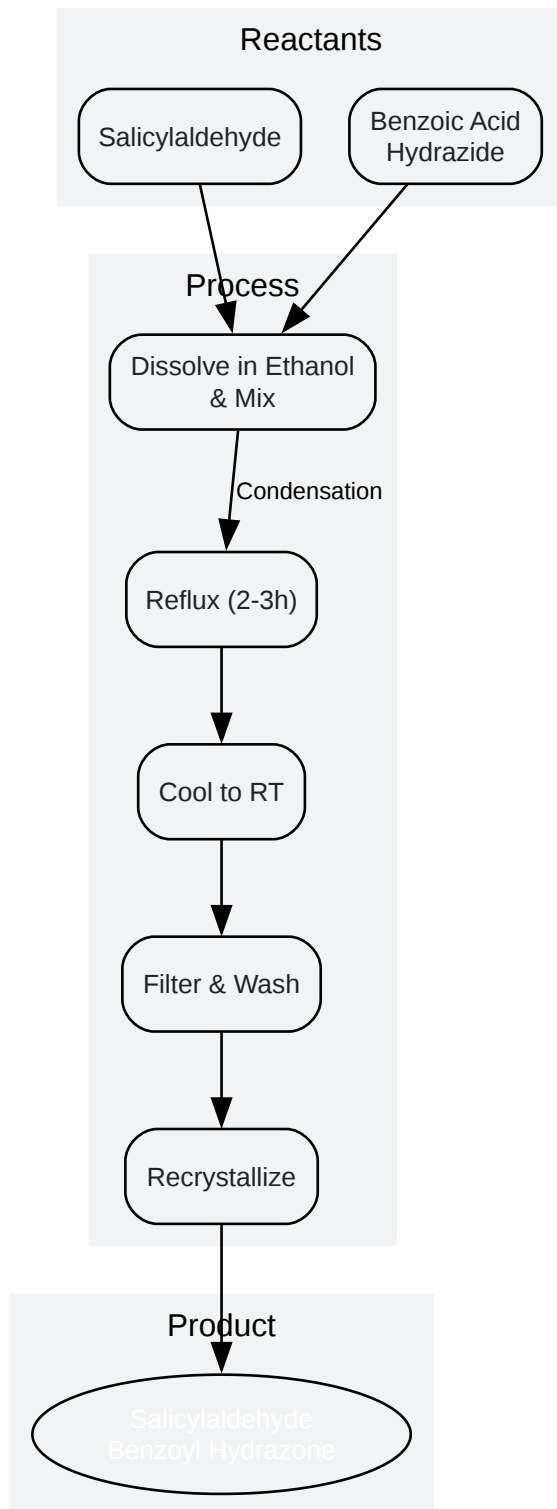 Reactants
Salicylaldehyde
Benzoic Acid
Hydrazide
Process
Dissolve in Ethanol
& Mix
Condensation
Reflux (2-3h)
Cool to RT
Filter & Wash
Recrystallize
Product
Salicylaldehyde
Benzoyl Hydrazone